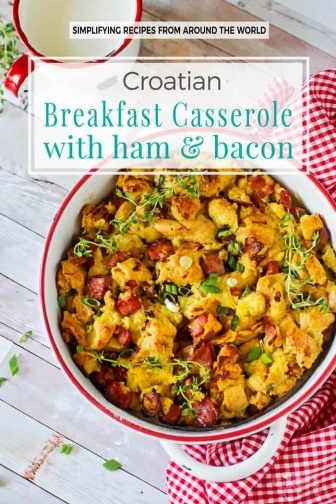 SIMPLIFYING RECIPES FROM AROUND THE WORLD
Croatian
Breakfast Casserole
with ham & bacon